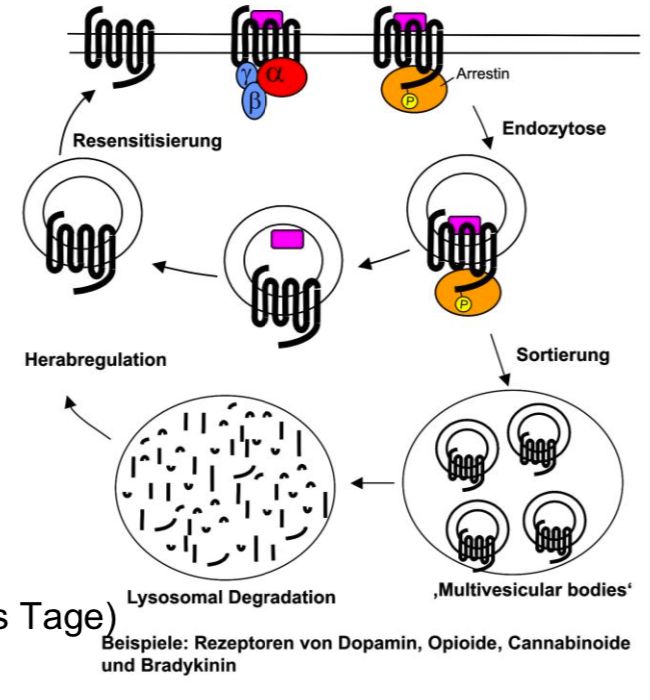 γ
α
β
Arrestin
P
Resensitisierung
Endozytose
P
Herabregulation
Sortierung
Lysosomal Degradation
‚Multivesicular bodies‘
s Tage)
Beispiele: Rezeptoren von Dopamin, Opioide, Cannabinoide
und Bradykinin